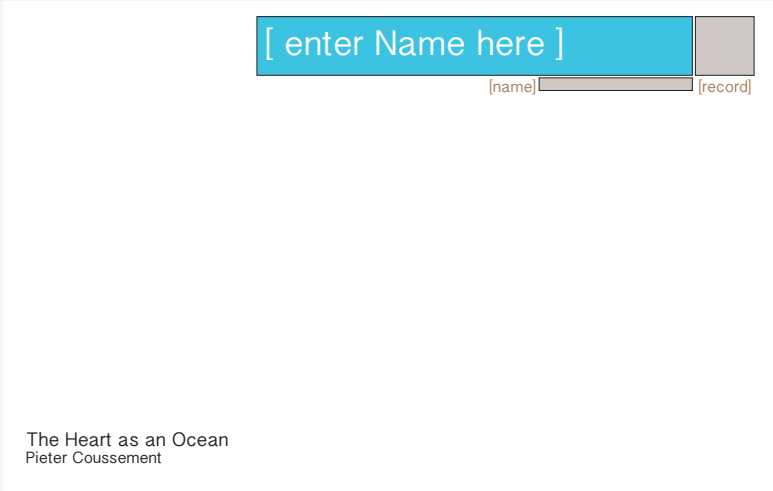 [ enter Name here ]
[name] [record]
The Heart as an Ocean
Pieter Coussement